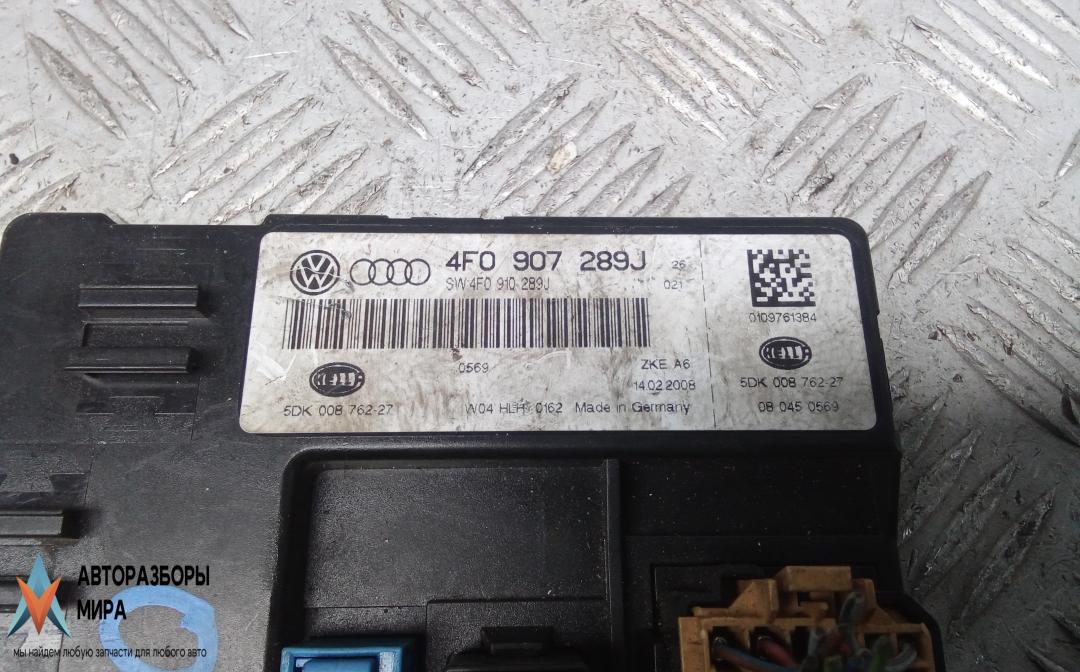 4F0 907 289J 26
SW 4F0 910 289J 021
0109761384
0569
ZKE A6
HELLA
HELLA
14.02.2008
5DK 008 762-27
5DK 008 762-27
W04 HLH 0162 Made in Germany
08 045 0569
АВТОРАЗБОРЫ
МИРА
мы найдем любую запчасти для любого авто